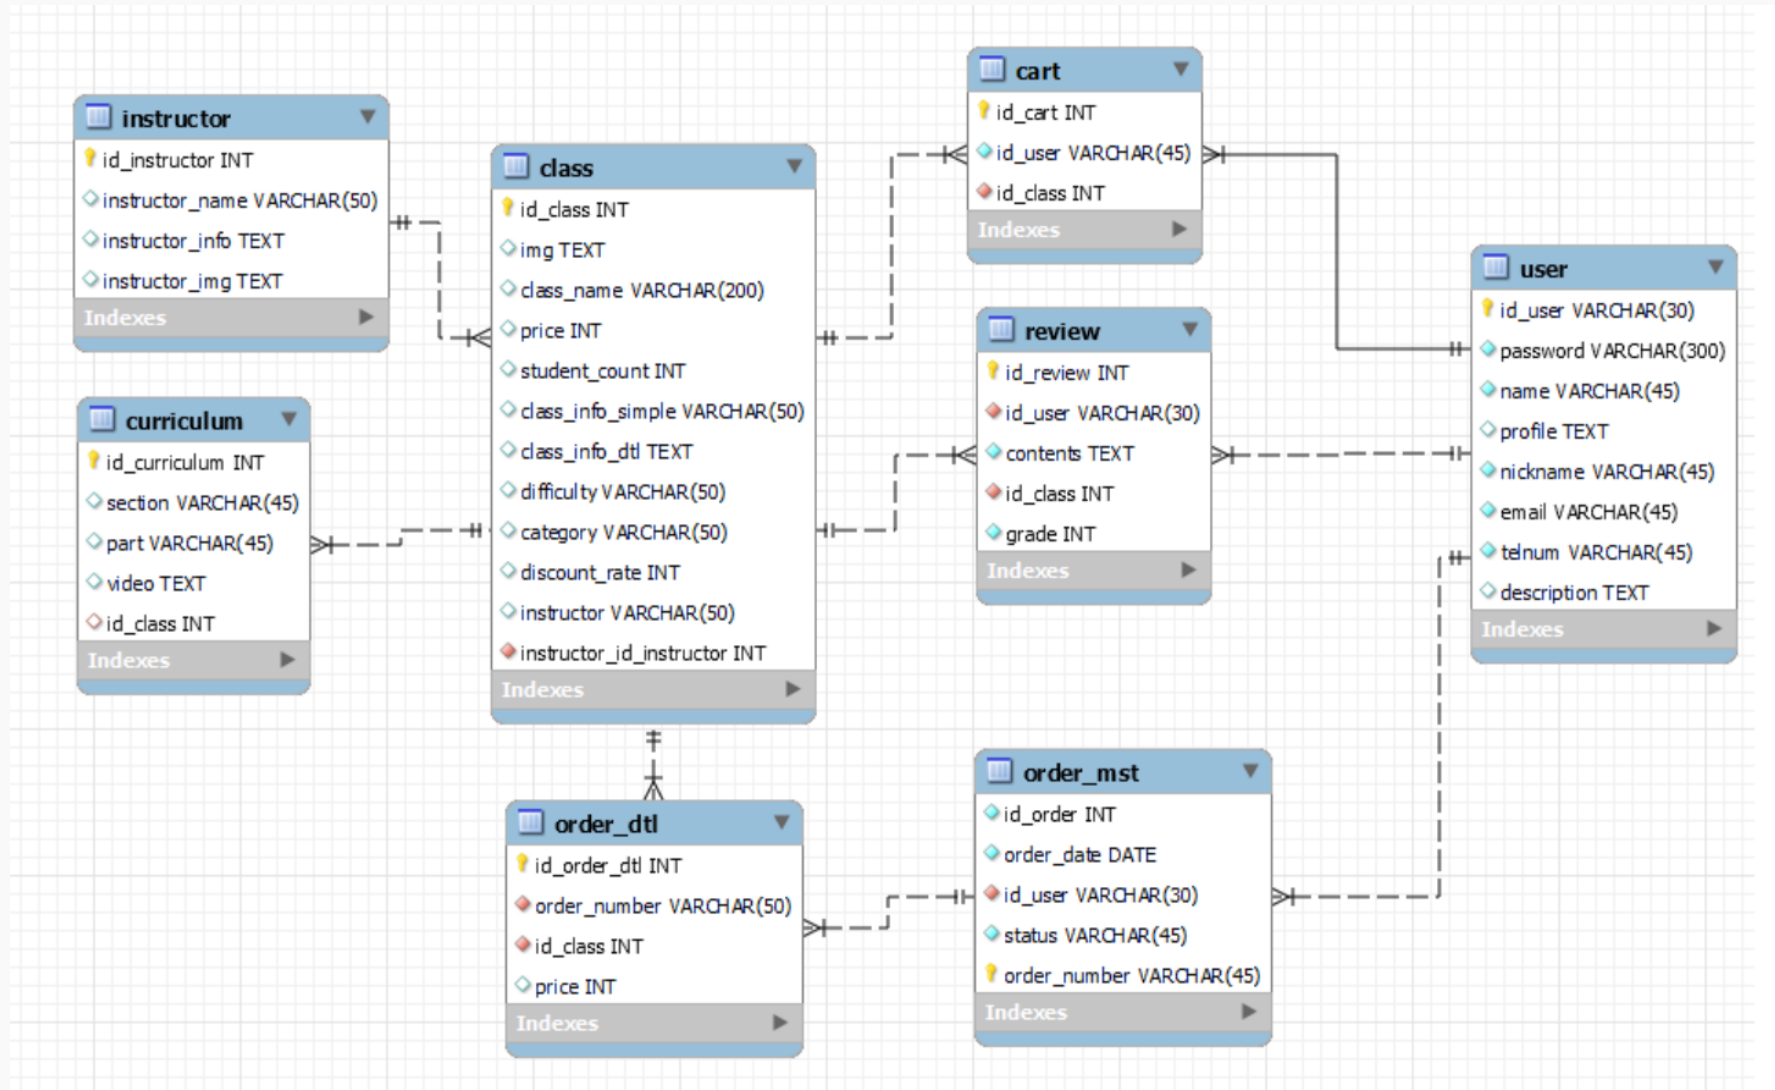 instructor
id_instructor INT
instructor_name VARCHAR(50)
instructor_info TEXT
instructor_img TEXT
Indexes
curriculum
id_curriculum INT
section VARCHAR(45)
part VARCHAR(45)
video TEXT
id_class INT
Indexes
class
id_class INT
img TEXT
class_name VARCHAR(200)
price INT
student_count INT
class_info_simple VARCHAR(50)
class_info_dtl TEXT
difficulty VARCHAR(50)
category VARCHAR(50)
discount_rate INT
instructor VARCHAR(50)
instructor_id_instructor INT
Indexes
order_dtl
id_order_dtl INT
order_number VARCHAR(50)
id_class INT
price INT
Indexes
cart
id_cart INT
id_user VARCHAR(45)
id_class INT
Indexes
review
id_review INT
id_user VARCHAR(30)
contents TEXT
id_class INT
grade INT
Indexes
order_mst
id_order INT
order_date DATE
id_user VARCHAR(30)
status VARCHAR(45)
order_number VARCHAR(45)
Indexes
user
id_user VARCHAR(30)
password VARCHAR(300)
name VARCHAR(45)
profile TEXT
nickname VARCHAR(45)
email VARCHAR(45)
telnum VARCHAR(45)
description TEXT
Indexes